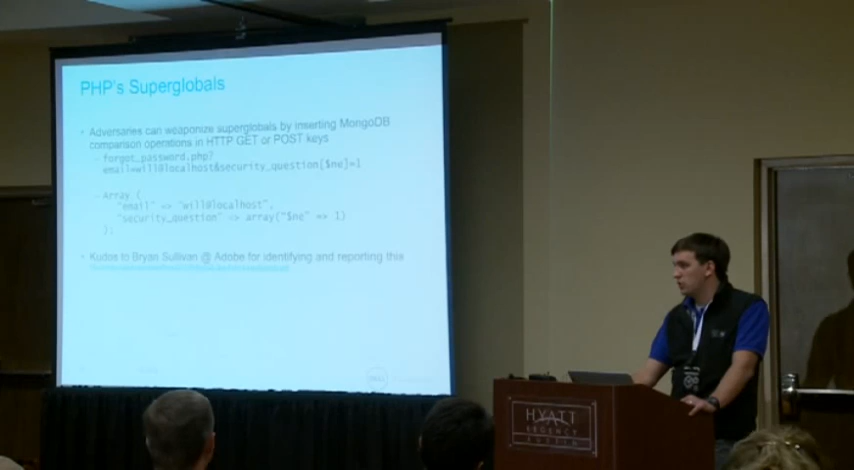 PHP's Superglobals
• Adversaries can weaponize superglobals by inserting MongoDB
comparison operations in HTTP GET or POST keys
– forgot_password.php?
email=will@localhost&security_question[$ne]=1
– Array (
"email" => "will@localhost",
"security_question" => array("$ne" => 1)
);
• Kudos to Bryan Sullivan @ Adobe for identifying and reporting this
HYATT
REGENCY
AUSTIN